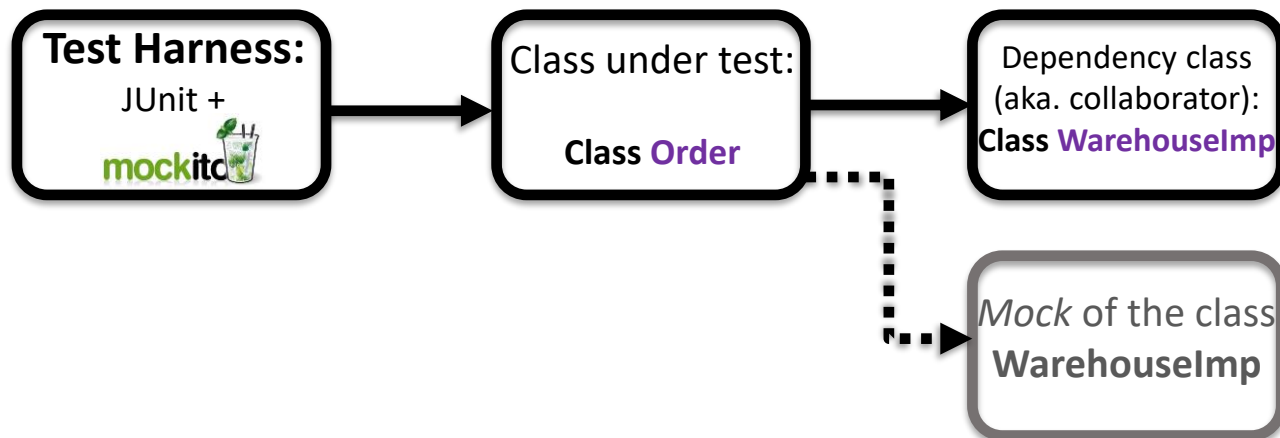 Test Harness:
JUnit +
mockito
Class under test:
Class Order
Dependency class
(aka. collaborator):
Class WarehouseImp
Mock of the class
WarehouseImp